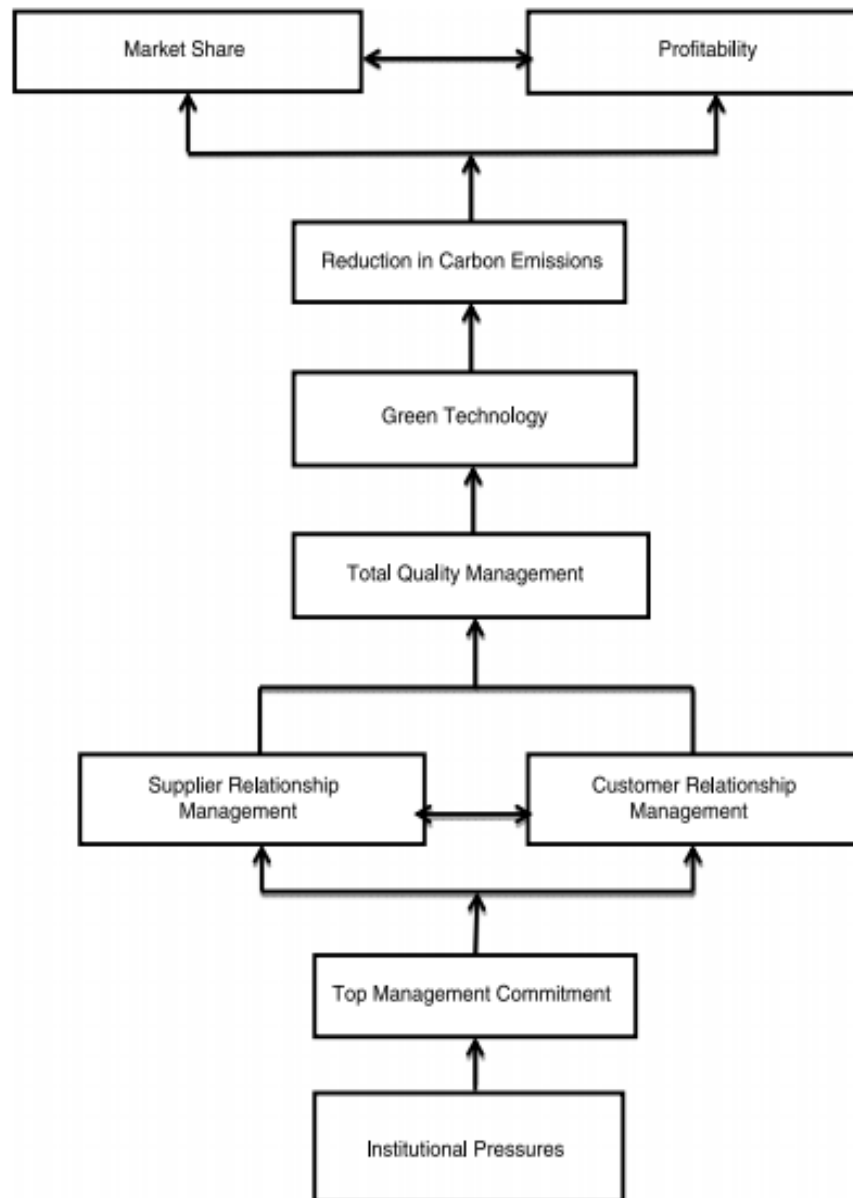 Market Share
Profitability
Reduction in Carbon Emissions
Green Technology
Total Quality Management
Supplier Relationship
Management
Customer Relationship
Management
Top Management Commitment
Institutional Pressures